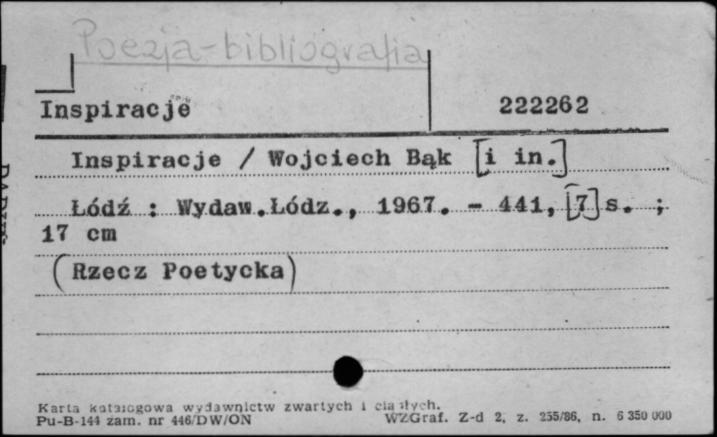 Poezja-bibliografia
Inspiracje 222262
Inspiracje / Wojciech Bąk [i in.]
Łódź : Wydaw.Łódz., 1967. - 441, [7] s. ;
17 cm
(Rzecz Poetycka)
Karta katalogowa wydawnictw zwartych i ciągłych.
Pu-B-144 zam. nr 446/DW/ON WZGraf. Z-d 2, z. 255/86, n. 6 350 000